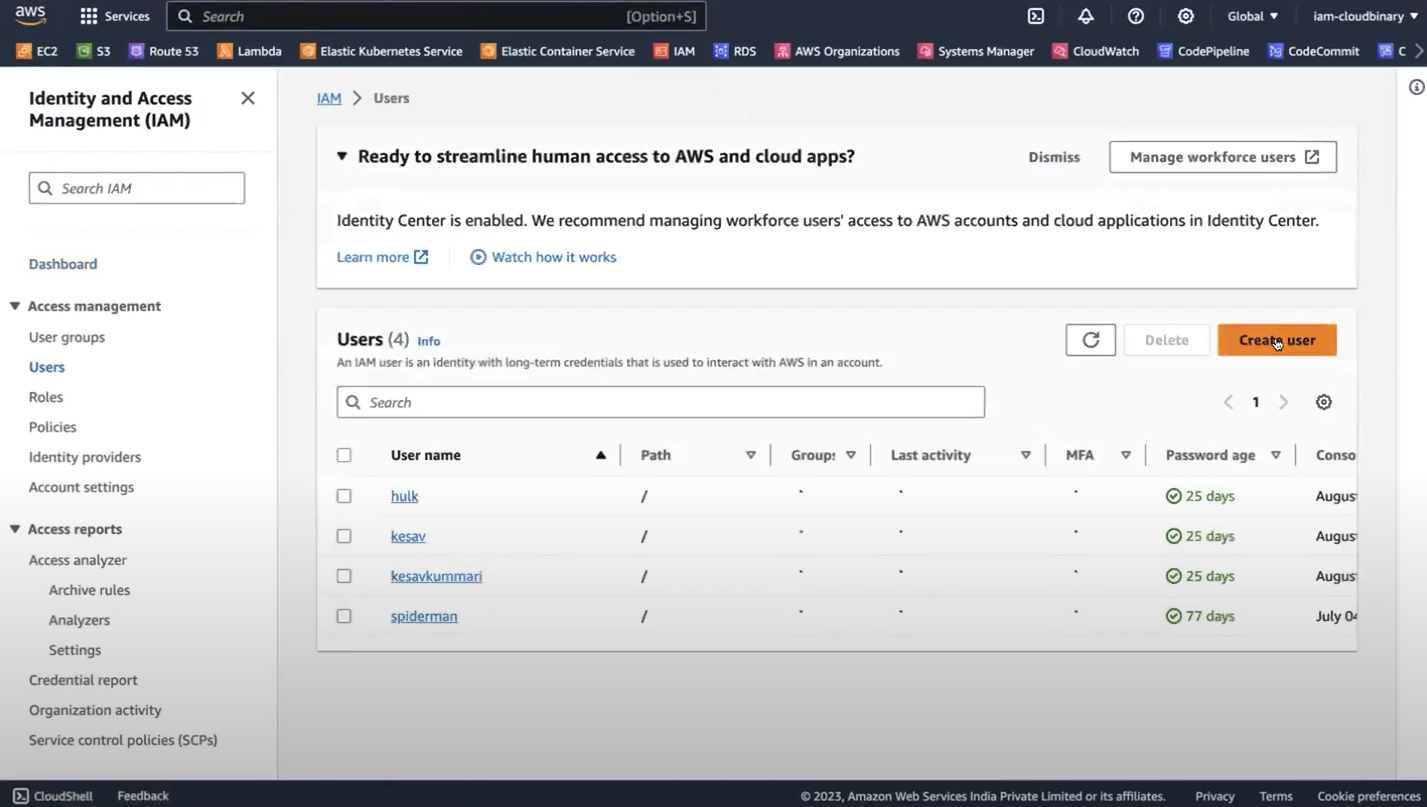 aws Services Search [Option+S] Global iam-cloudbinary
EC2 S3 Route 53 Lambda Elastic Kubernetes Service Elastic Container Service IAM RDS AWS Organizations Systems Manager CloudWatch CodePipeline CodeCommit C
Identity and Access
Management (IAM)
Search IAM
Dashboard
Access management
User groups
Users
Roles
Policies
Identity providers
Account settings
Access reports
Access analyzer
Archive rules
Analyzers
Settings
Credential report
Organization activity
Service control policies (SCPs)
IAM > Users
Ready to streamline human access to AWS and cloud apps? Dismiss Manage workforce users
Identity Center is enabled. We recommend managing workforce users' access to AWS accounts and cloud applications in Identity Center.
Learn more Watch how it works
Users (4) Info Delete Create user
An IAM user is an identity with long-term credentials that is used to interact with AWS in an account.
Search 1
User name Path Group: Last activity MFA Password age Conso
hulk / - - - 25 days Augus
kesav / - - - 25 days Augus
kesavkummari / - - - 25 days Augus
spiderman / - - - 77 days July 04
CloudShell Feedback © 2023, Amazon Web Services India Private Limited or its affiliates. Privacy Terms Cookie preferences